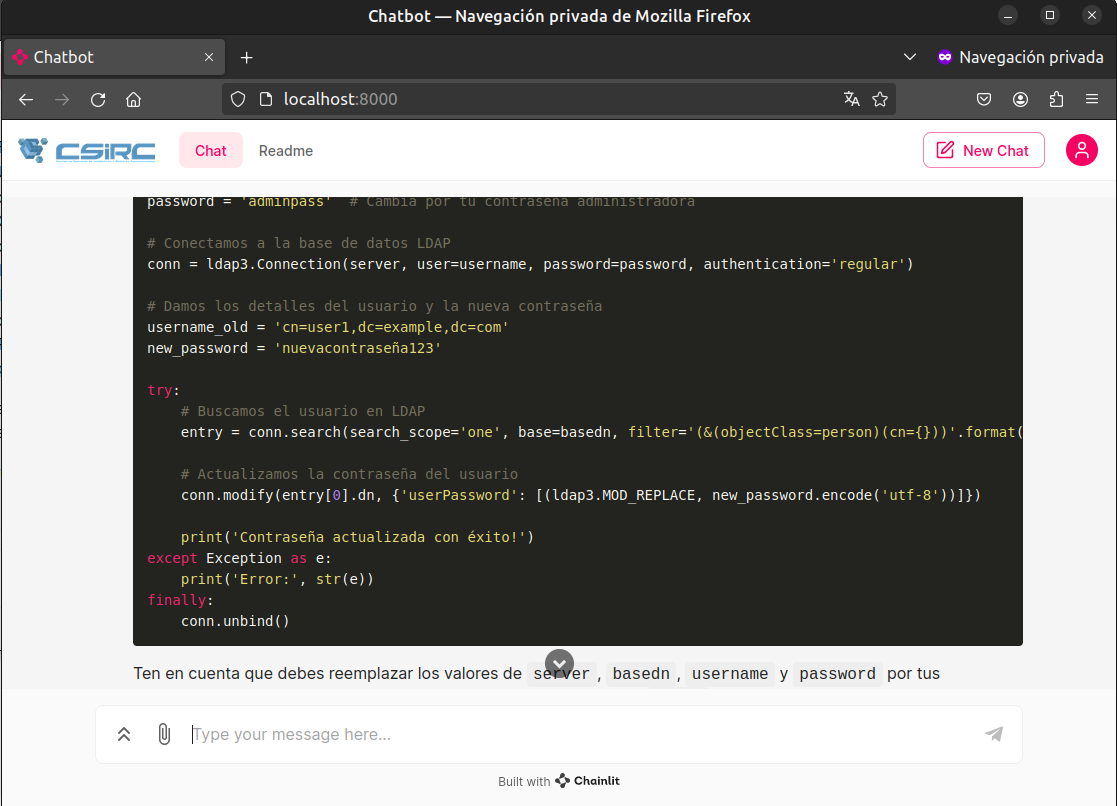 Chatbot — Navegación privada de Mozilla Firefox
Chatbot
Navegación privada
localhost:8000
CSIRC
Chat
Readme
New Chat
password = 'adminpass'  # Cambia por tu contraseña administradora
# Conectamos a la base de datos LDAP
conn = ldap3.Connection(server, user=username, password=password, authentication='regular')
# Damos los detalles del usuario y la nueva contraseña
username_old = 'cn=user1,dc=example,dc=com'
new_password = 'nuevacontraseña123'
try:
    # Buscamos el usuario en LDAP
    entry = conn.search(search_scope='one', base=basedn, filter='(&(objectClass=person)(cn={}))'.format(
    # Actualizamos la contraseña del usuario
    conn.modify(entry[0].dn, {'userPassword': [(ldap3.MOD_REPLACE, new_password.encode('utf-8'))]})
    print('Contraseña actualizada con éxito!')
except Exception as e:
    print('Error:', str(e))
finally:
    conn.unbind()
Ten en cuenta que debes reemplazar los valores de server, basedn, username y password por tus
Type your message here...
Built with Chainlit